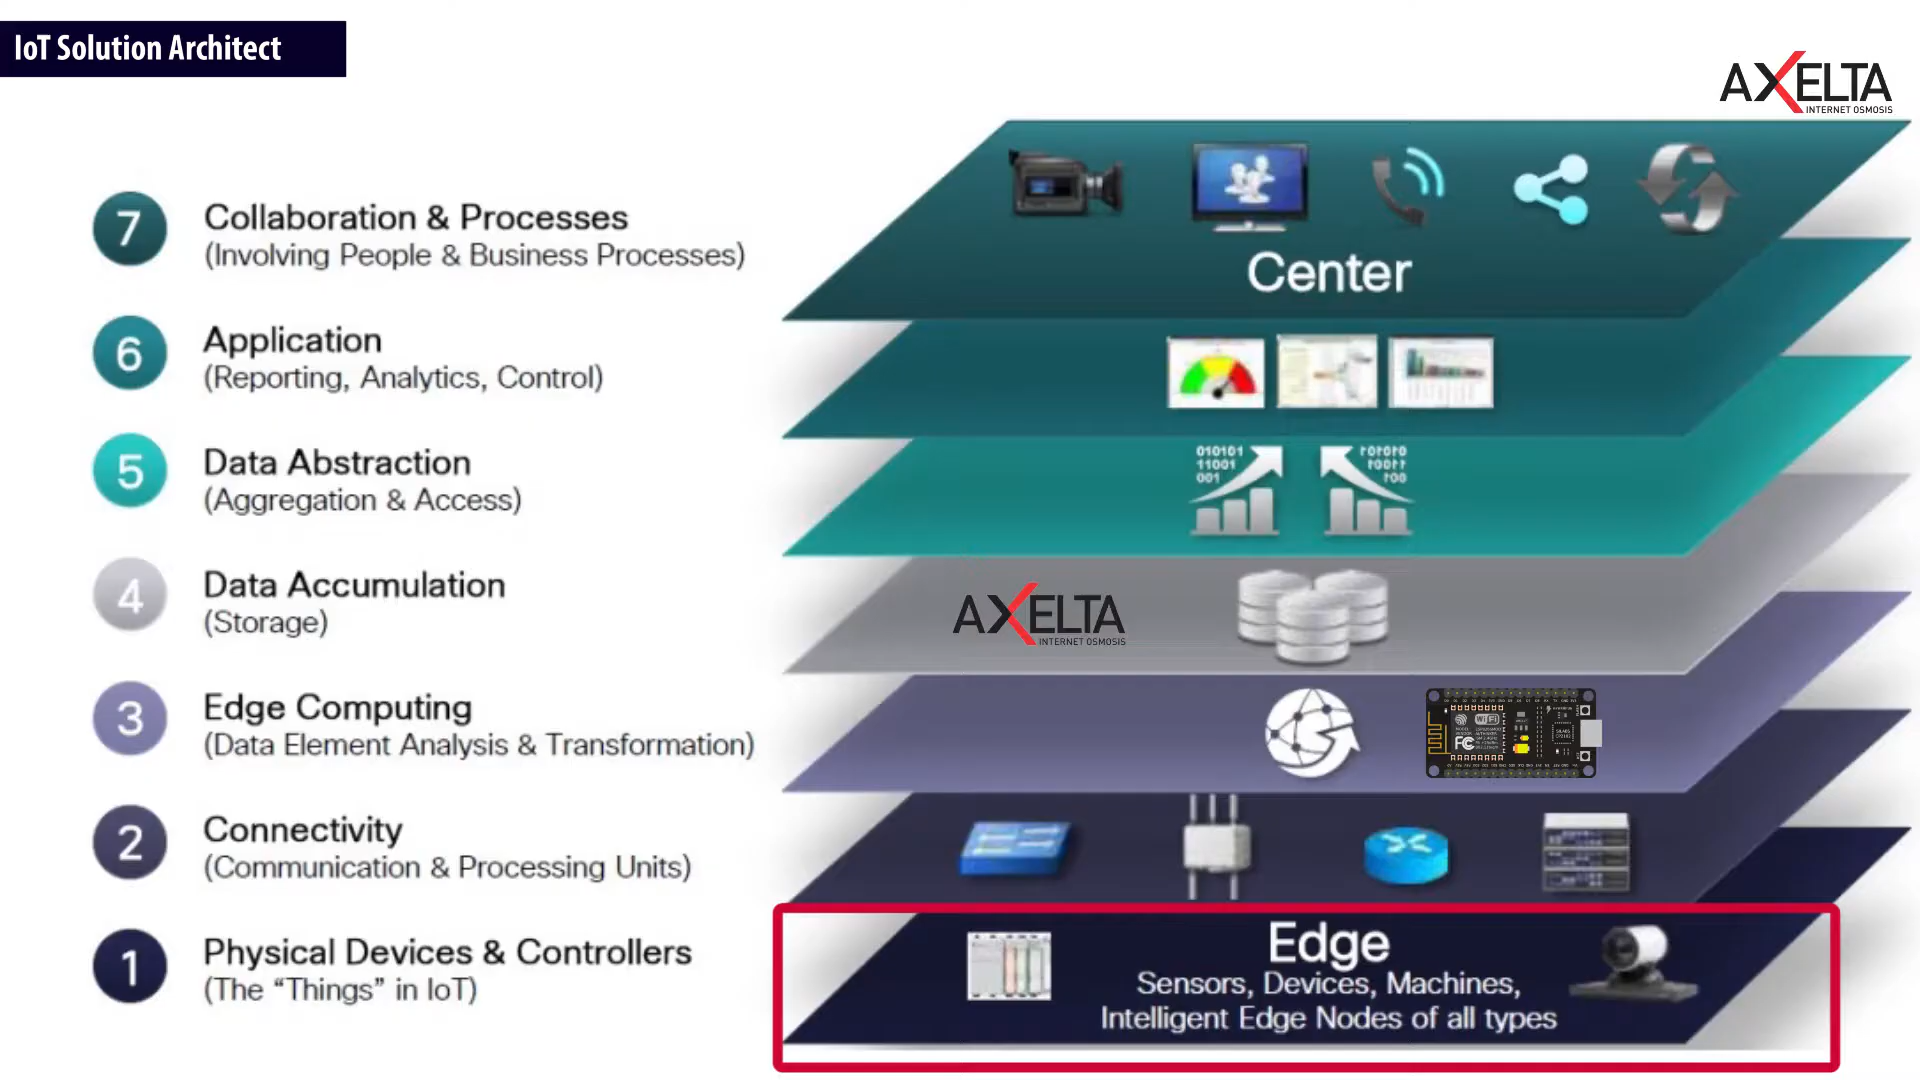 IoT Solution Architect
AXELTA
INTERNET OSMOSIS
7
Collaboration & Processes
(Involving People & Business Processes)
Center
6
Application
(Reporting, Analytics, Control)
5
Data Abstraction
(Aggregation & Access)
010101
11001
001
4
Data Accumulation
(Storage)
AXELTA
INTERNET OSMOSIS
3
Edge Computing
(Data Element Analysis & Transformation)
WiFi
FC
2
Connectivity
(Communication & Processing Units)
1
Physical Devices & Controllers
(The “Things” in IoT)
Edge
Sensors, Devices, Machines,
Intelligent Edge Nodes of all types